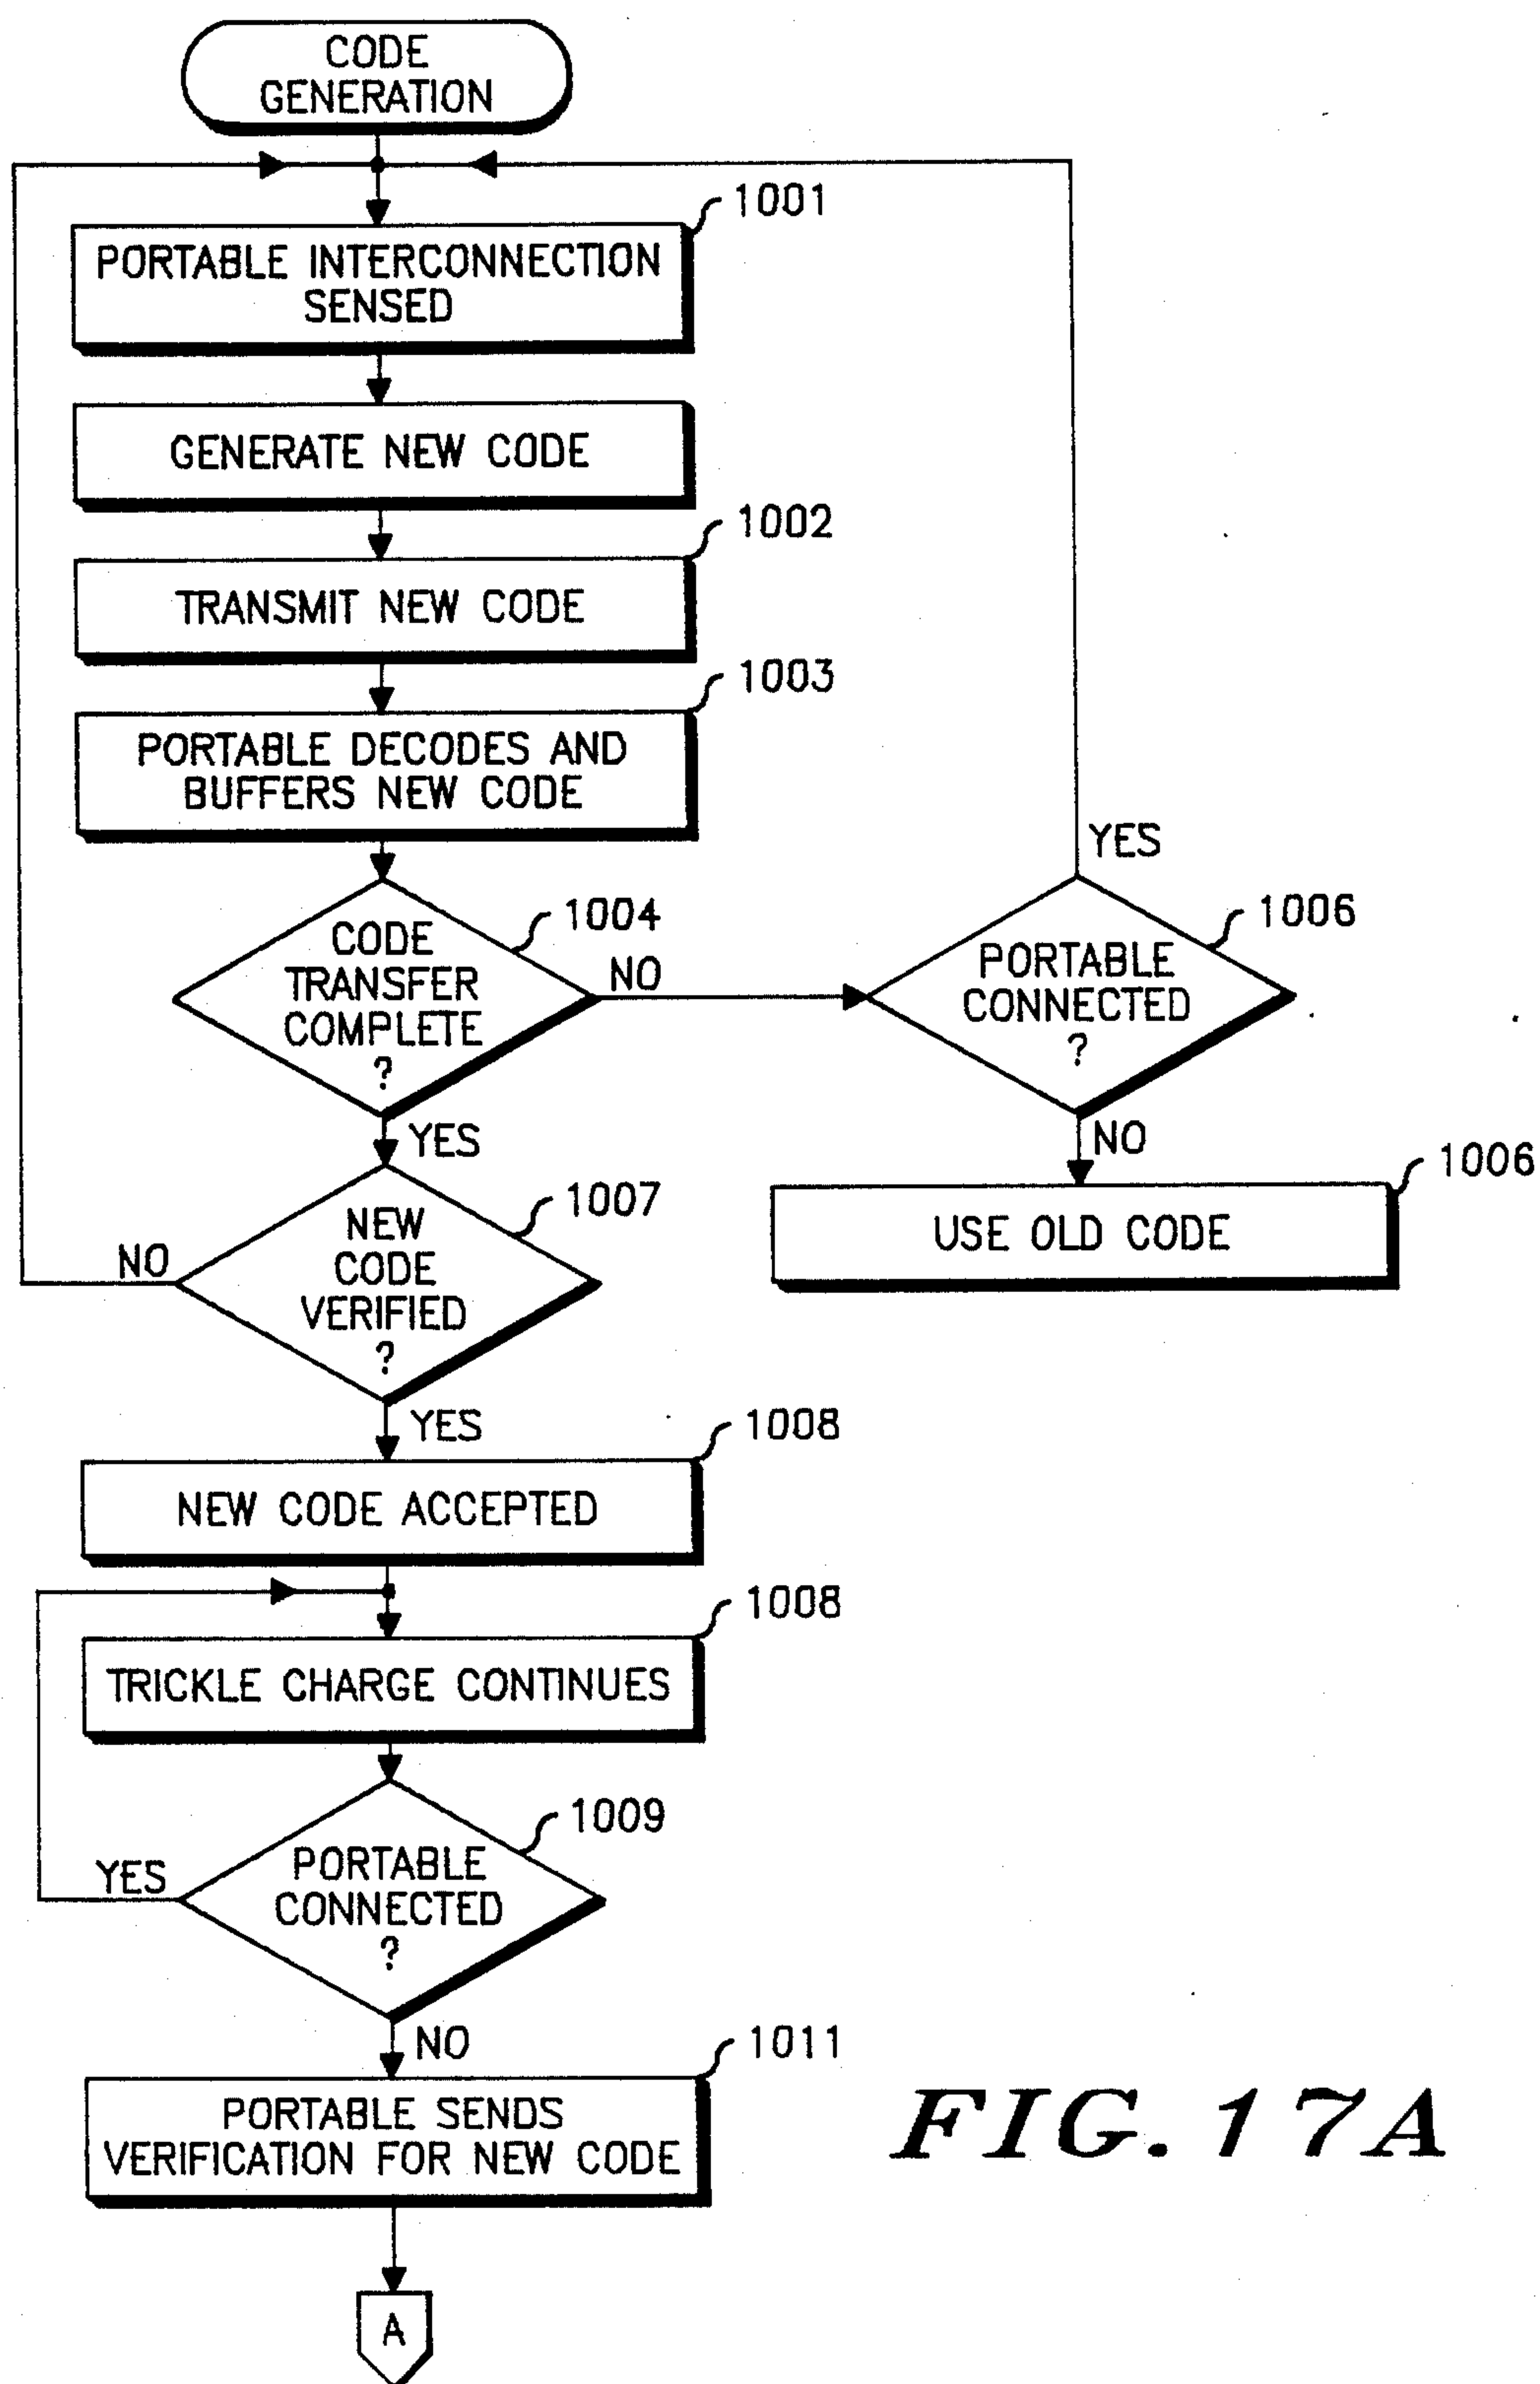 CODE
GENERATION
1001
PORTABLE INTERCONNECTION
SENSED
GENERATE NEW CODE
1002
TRANSMIT NEW CODE
1003
PORTABLE DECODES AND
BUFFERS NEW CODE
YES
1004
CODE
TRANSFER
COMPLETE
?
NO
1006
PORTABLE
CONNECTED
?
YES
NO
1006
USE OLD CODE
1007
NEW
CODE
VERIFIED
?
NO
YES
1008
NEW CODE ACCEPTED
1008
TRICKLE CHARGE CONTINUES
1009
PORTABLE
CONNECTED
?
YES
NO
1011
PORTABLE SENDS
VERIFICATION FOR NEW CODE
A
FIG. 17A